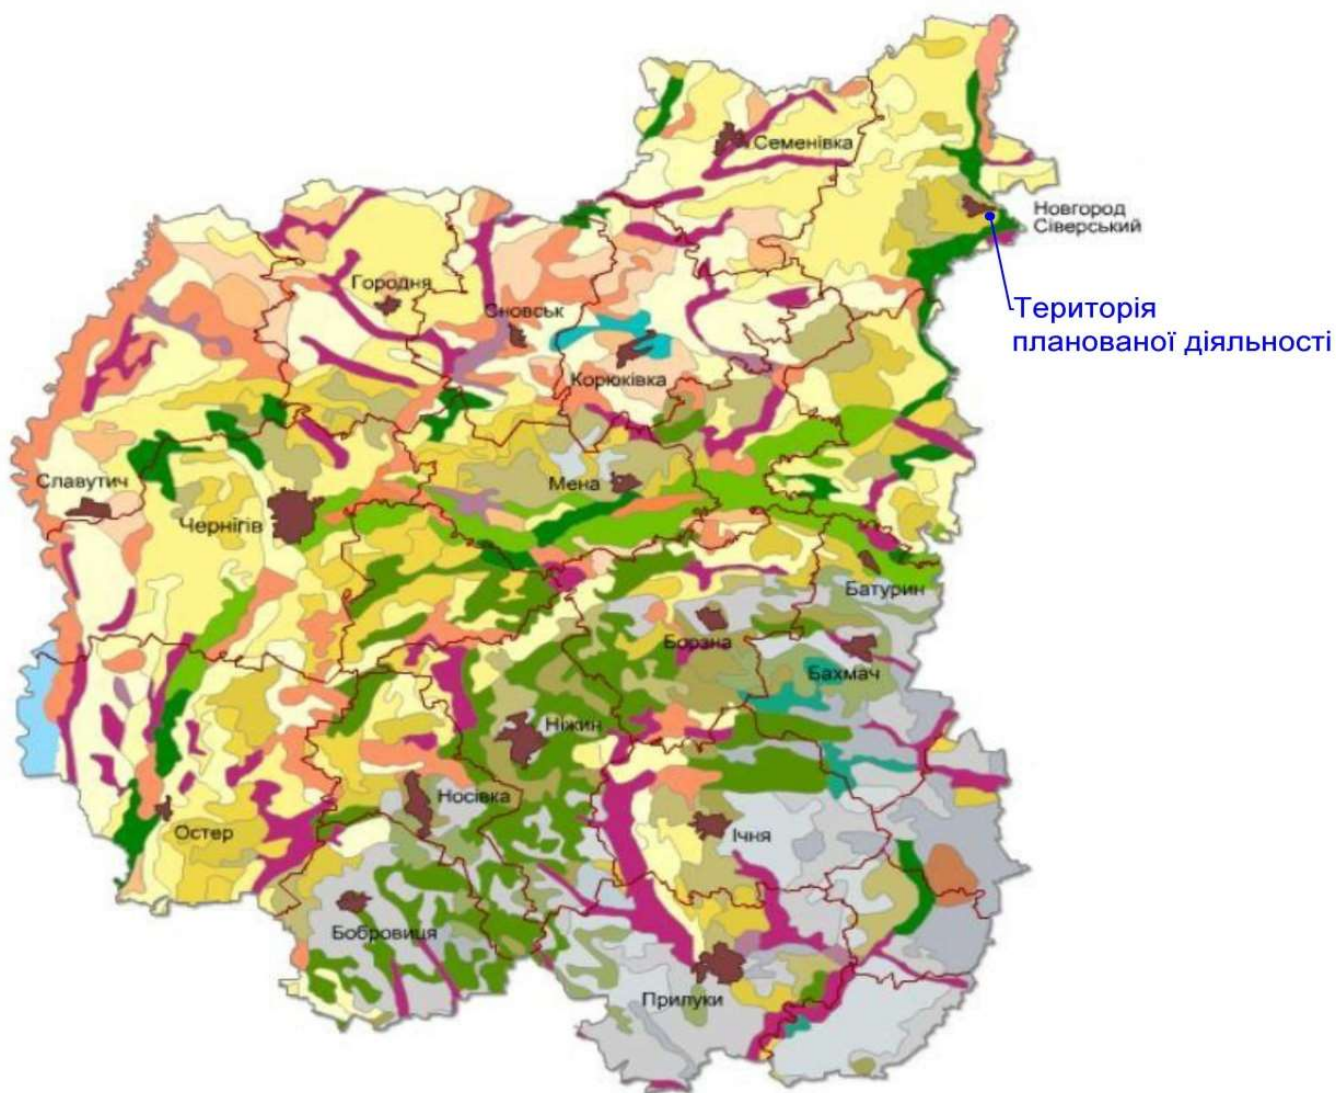 Семенівка
Новгород
Сіверський
Городня
Сновськ
Територія
планованої діяльності
Корюківка
Славутич
Мена
Чернігів
Батурин
Борзна
Бахмач
Ніжин
Носівка
Остер
Ічня
Бобровиця
Прилуки